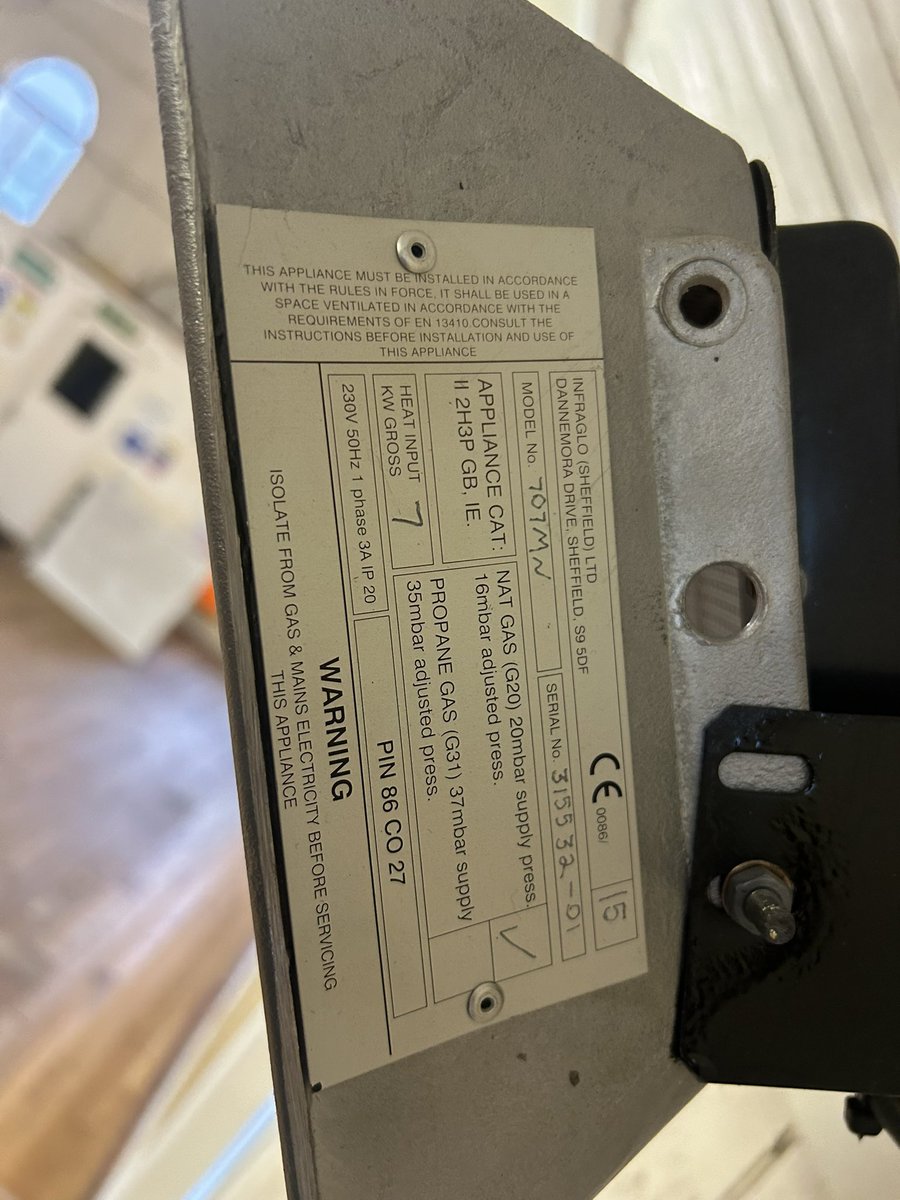 THIS APPLIANCE MUST BE INSTALLED IN ACCORDANCE
WITH THE RULES IN FORCE, IT SHALL BE USED IN A
SPACE VENTILATED IN ACCORDANCE WITH THE
REQUIREMENTS OF EN 13410.CONSULT THE
INSTRUCTIONS BEFORE INSTALLATION AND USE OF
THIS APPLIANCE
INFRAGLO (SHEFFIELD) LTD
DANNEMORA DRIVE, SHEFFIELD, S9 5DF
CE 0086/ 15
MODEL No. 707MN
SERIAL No. 315532-01
APPLIANCE CAT:
II 2H3P GB, IE.
NAT GAS (G20) 20mbar supply press.
16mbar adjusted press.
✓
HEAT INPUT
KW GROSS 7
PROPANE GAS (G31) 37mbar supply
35mbar adjusted press.
230V 50Hz 1 phase 3A IP 20
PIN 86 CO 27
WARNING
ISOLATE FROM GAS & MAINS ELECTRICITY BEFORE SERVICING
THIS APPLIANCE